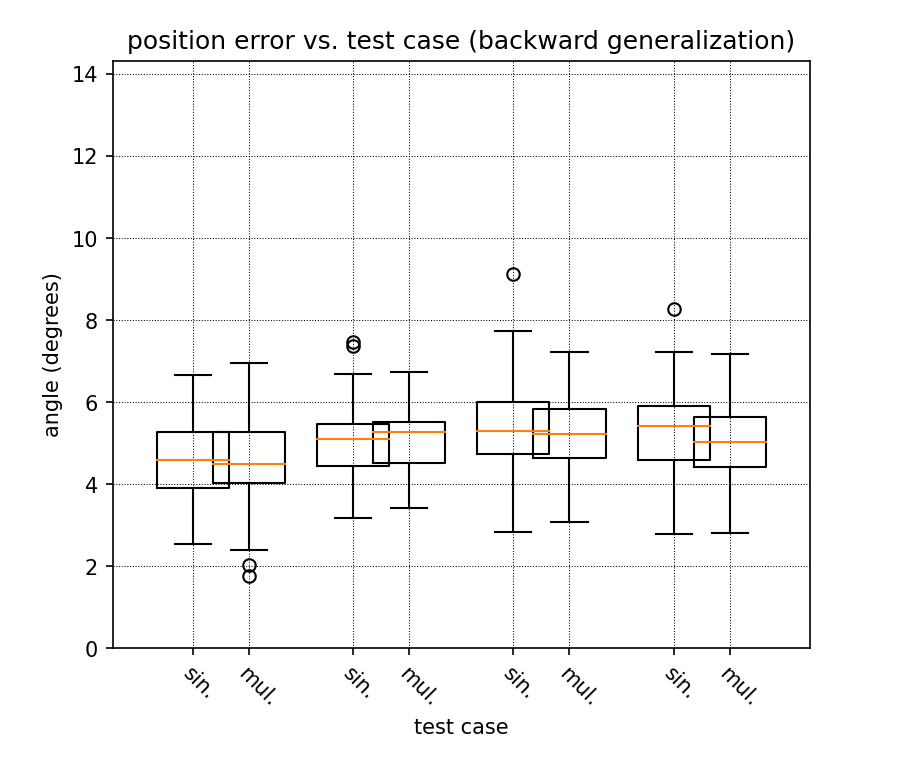 position error vs. test case (backward generalization)
14
12
10
8
6
4
2
0
angle (degrees)
sin.
mul.
sin.
mul.
sin.
mul.
sin.
mul.
test case